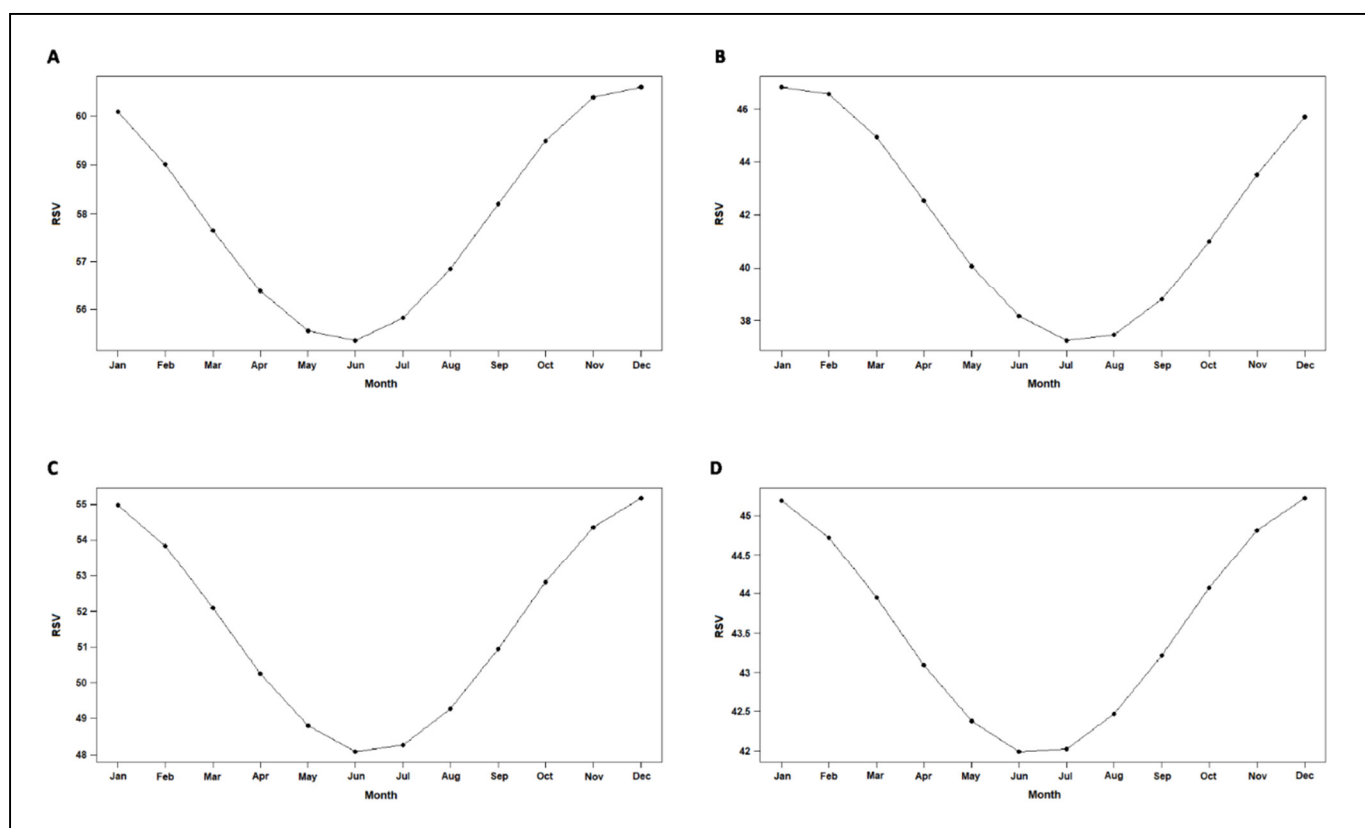 A
RSV
60
59
58
57
56
Jan Feb Mar Apr May Jun Jul Aug Sep Oct Nov Dec
Month
B
RSV
46
44
42
40
38
Jan Feb Mar Apr May Jun Jul Aug Sep Oct Nov Dec
Month
C
RSV
55
54
53
52
51
50
49
48
Jan Feb Mar Apr May Jun Jul Aug Sep Oct Nov Dec
Month
D
RSV
45
44.5
44
43.5
43
42.5
42
Jan Feb Mar Apr May Jun Jul Aug Sep Oct Nov Dec
Month